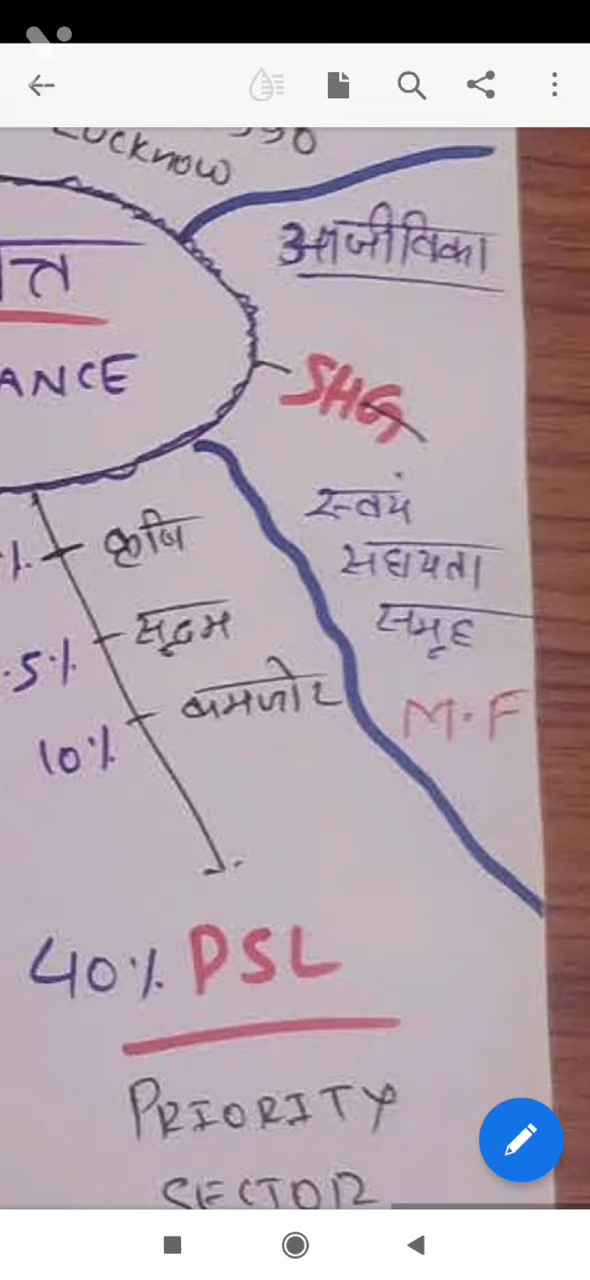 Lucknow
आजीविका
त्त
ANCE
SHG
स्वयं
सहायता
समूह
M.F
% कृषि
.5% सूक्ष्म
10% कमजोर
40% PSL
PRIORITY
SECTOR